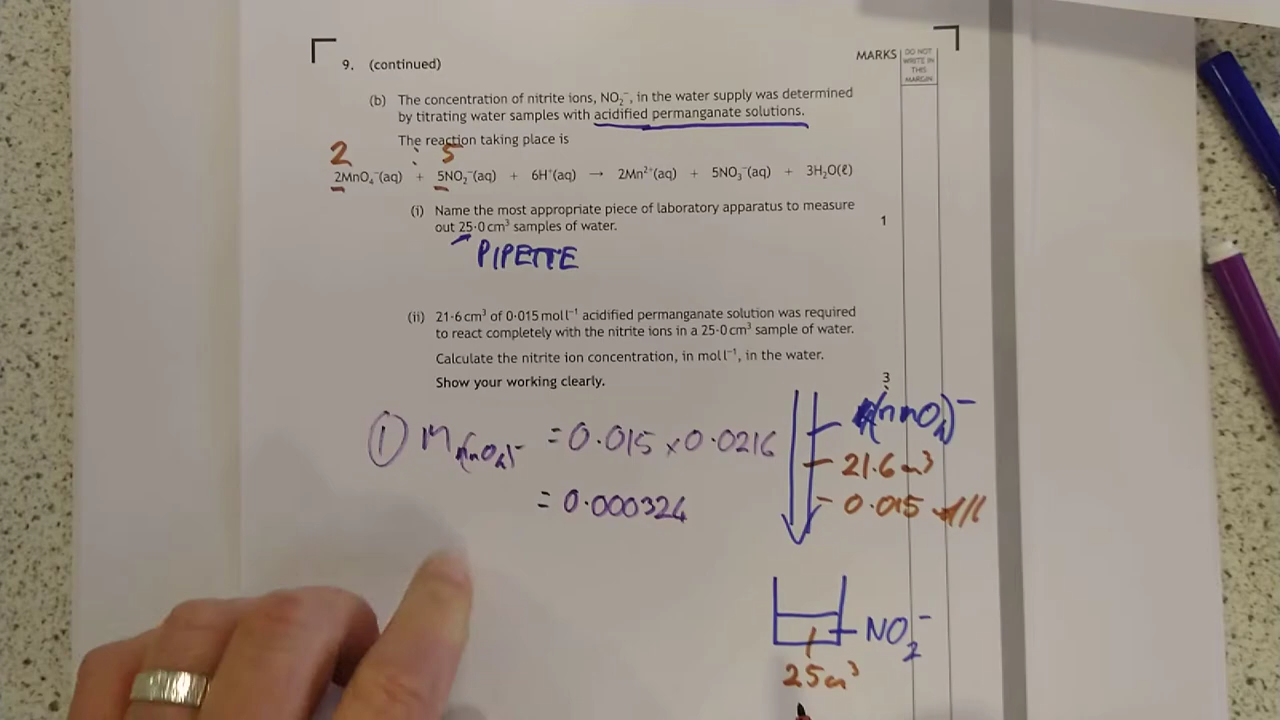 9. (continued)
MARKS
DO NOT WRITE IN THIS MARGIN
(b) The concentration of nitrite ions, NO₂⁻, in the water supply was determined
by titrating water samples with acidified permanganate solutions.
The reaction taking place is
2 5
2MnO₄⁻(aq) + 5NO₂⁻(aq) + 6H⁺(aq) → 2Mn²⁺(aq) + 5NO₃⁻(aq) + 3H₂O(ℓ)
(i) Name the most appropriate piece of laboratory apparatus to measure
out 25·0 cm³ samples of water.
1
PIPETTE
(ii) 21·6 cm³ of 0·015 mol l⁻¹ acidified permanganate solution was required
to react completely with the nitrite ions in a 25·0 cm³ sample of water.
Calculate the nitrite ion concentration, in mol l⁻¹, in the water.
Show your working clearly.
3
① = 0.015 × 0.0216
= 0.000324
21.6 cm³
0.015
NO₂⁻
25 cm³